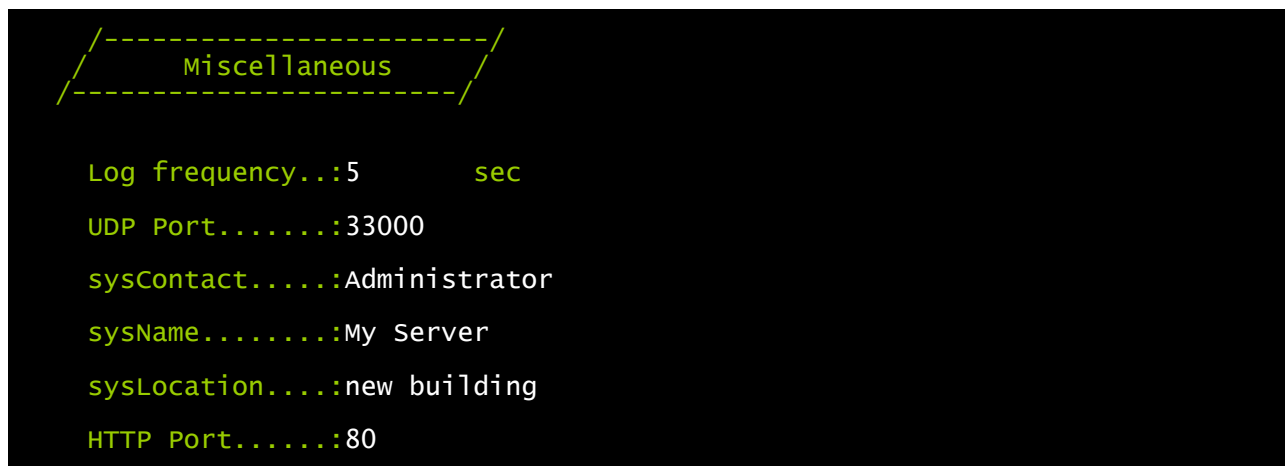 /------------------------/
/ Miscellaneous /
/------------------------/
Log frequency..:5 sec
UDP Port.......:33000
sysContact.....:Administrator
sysName........:My Server
sysLocation....:new building
HTTP Port......:80